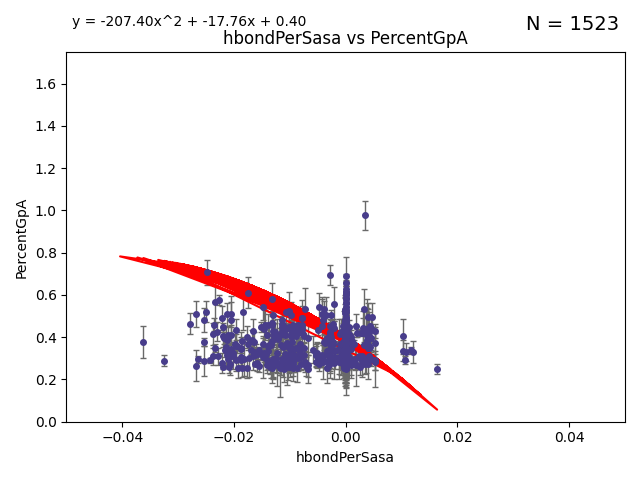 y = -207.40x^2 + -17.76x + 0.40
N = 1523
hbondPerSasa vs PercentGpA
PercentGpA
1.6
1.4
1.2
1.0
0.8
0.6
0.4
0.2
0.0
−0.04 −0.02 0.00 0.02 0.04
hbondPerSasa